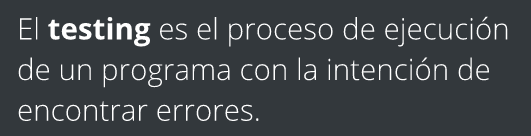 El testing es el proceso de ejecución
de un programa con la intención de
encontrar errores.